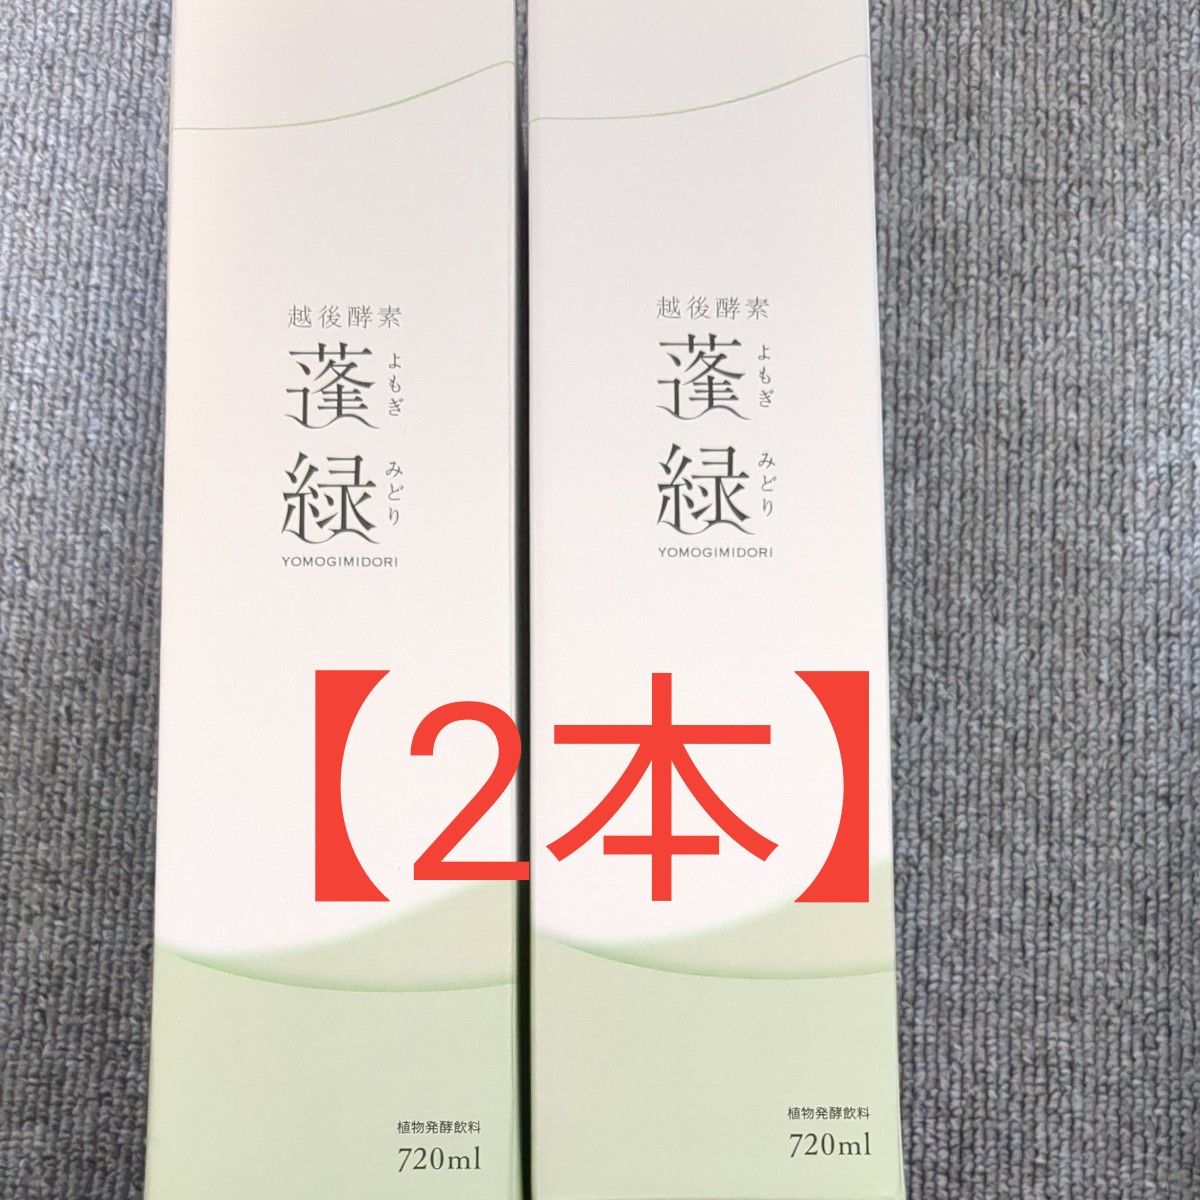 越後酵素
蓬
よもぎ
緑
みどり
YOMOGIMIDORI
植物発酵飲料
720ml
越後酵素
蓬
よもぎ
緑
みどり
YOMOGIMIDORI
植物発酵飲料
720ml
【2本】